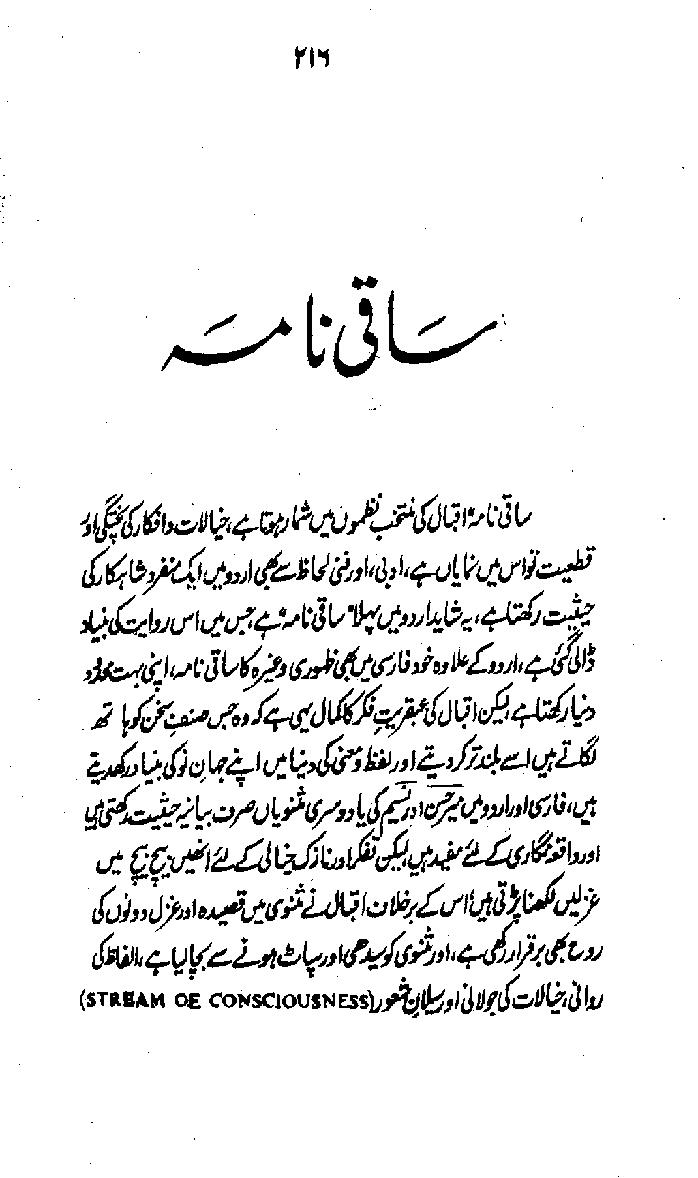 ۲۱۶
ساقی نامہ
ساقی نامہ اقبال کی منتخب نظموں میں شمار ہوتا ہے، خیالات و افکار کی پختگی اور
قطعیت تو اس میں نمایاں ہے، ادبی، اور فنی لحاظ سے بھی اردو میں ایک منفرد شاہکار کی
حیثیت رکھتا ہے، یہ شاید اردو میں پہلا "ساقی نامہ" ہے، جس میں اس روایت کی بنیاد
ڈالی گئی ہے، اردو کے علاوہ خود فارسی میں بھی ظہوری وغیرہ کا ساقی نامہ، اپنی بہت محدود
دنیا رکھتا ہے لیکن اقبال کی عبقریتِ فکر کا کمال یہی ہے کہ وہ جس صنفِ سخن کو ہاتھ
لگاتے ہیں اسے بلند تر کر دیتے اور لفظ و معنی کی دنیا میں اپنے جہانِ نو کی بنیاد رکھدیتے
ہیں، فارسی اور اردو میں میر حسن اور نسیم کی یا دوسری مثنویاں صرف بیانیہ حیثیت رکھتی ہیں
اور واقعہ نگاری کے لئے مفید ہیں، لیکن تفکر اور نازک خیالی کے لئے انھیں بیچ بیچ میں
غزلیں لکھنا پڑتی ہیں، اس کے برخلاف اقبال نے مثنوی میں قصیدہ اور غزل دونوں کی
روح بھی برقرار رکھی ہے، اور مثنوی کو سیدھی اور سپاٹ ہونے سے بچا لیا ہے، الفاظ کی
روانی، خیالات کی جولانی اور سیلانِ شعور (STREAM OE CONSCIOUSNESS)